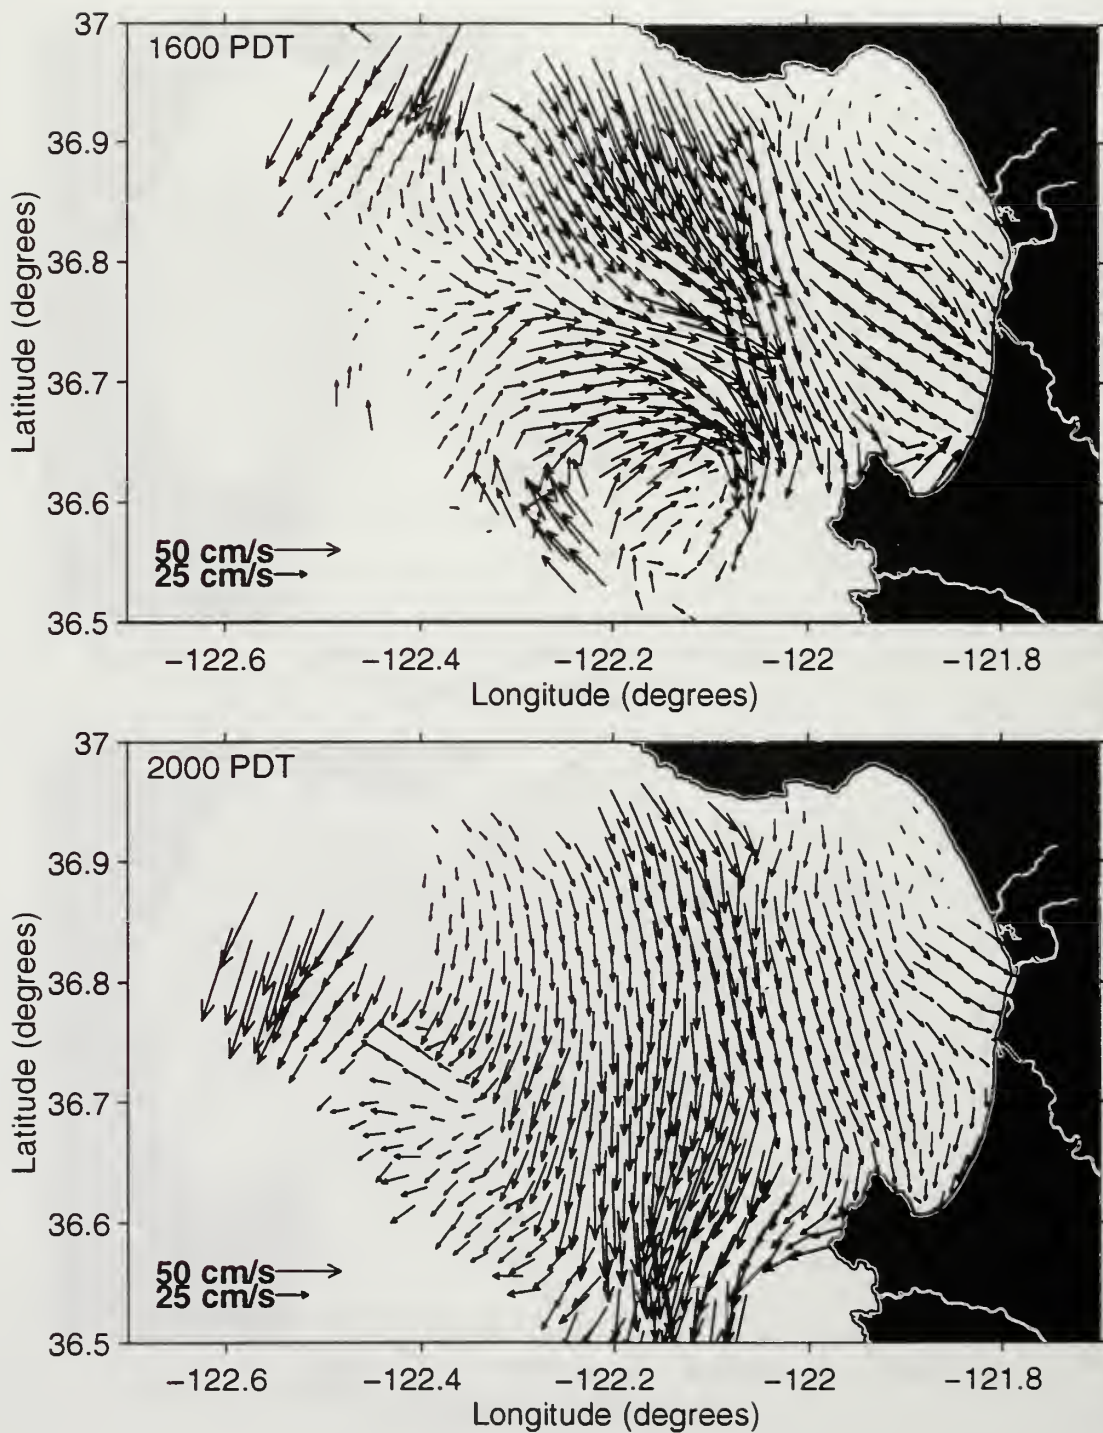 37
1600 PDT
36.9
36.8
36.7
36.6
36.5
Latitude (degrees)
50 cm/s
25 cm/s
−122.6
−122.4
−122.2
−122
−121.8
Longitude (degrees)
37
2000 PDT
36.9
36.8
36.7
36.6
36.5
Latitude (degrees)
50 cm/s
25 cm/s
−122.6
−122.4
−122.2
−122
−121.8
Longitude (degrees)